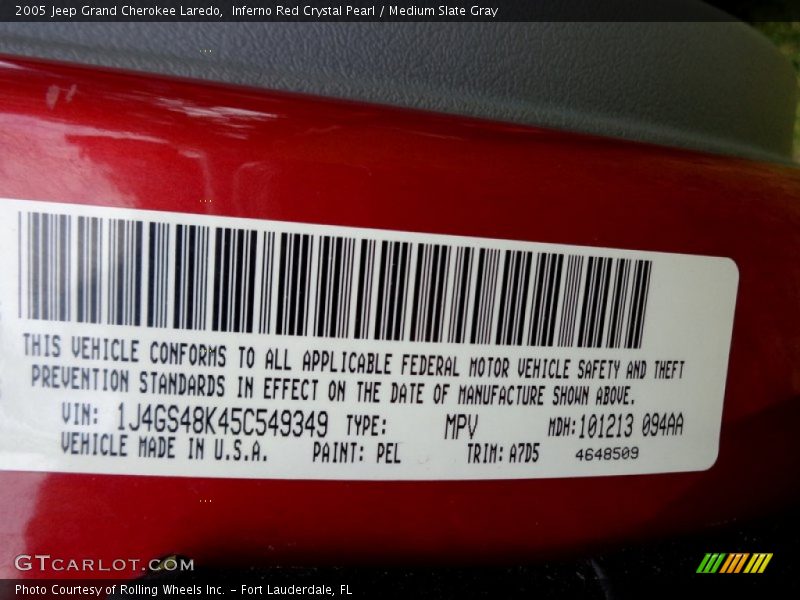 2005 Jeep Grand Cherokee Laredo, Inferno Red Crystal Pearl / Medium Slate Gray
THIS VEHICLE CONFORMS TO ALL APPLICABLE FEDERAL MOTOR VEHICLE SAFETY AND THEFT
PREVENTION STANDARDS IN EFFECT ON THE DATE OF MANUFACTURE SHOWN ABOVE.
VIN: 1J4GS48K45C549349 TYPE: MPV MDH:101213 094AA
VEHICLE MADE IN U.S.A. PAINT: PEL TRIM: A7D5 4648509
GTCARLOT.COM
Photo Courtesy of Rolling Wheels Inc. – Fort Lauderdale, FL